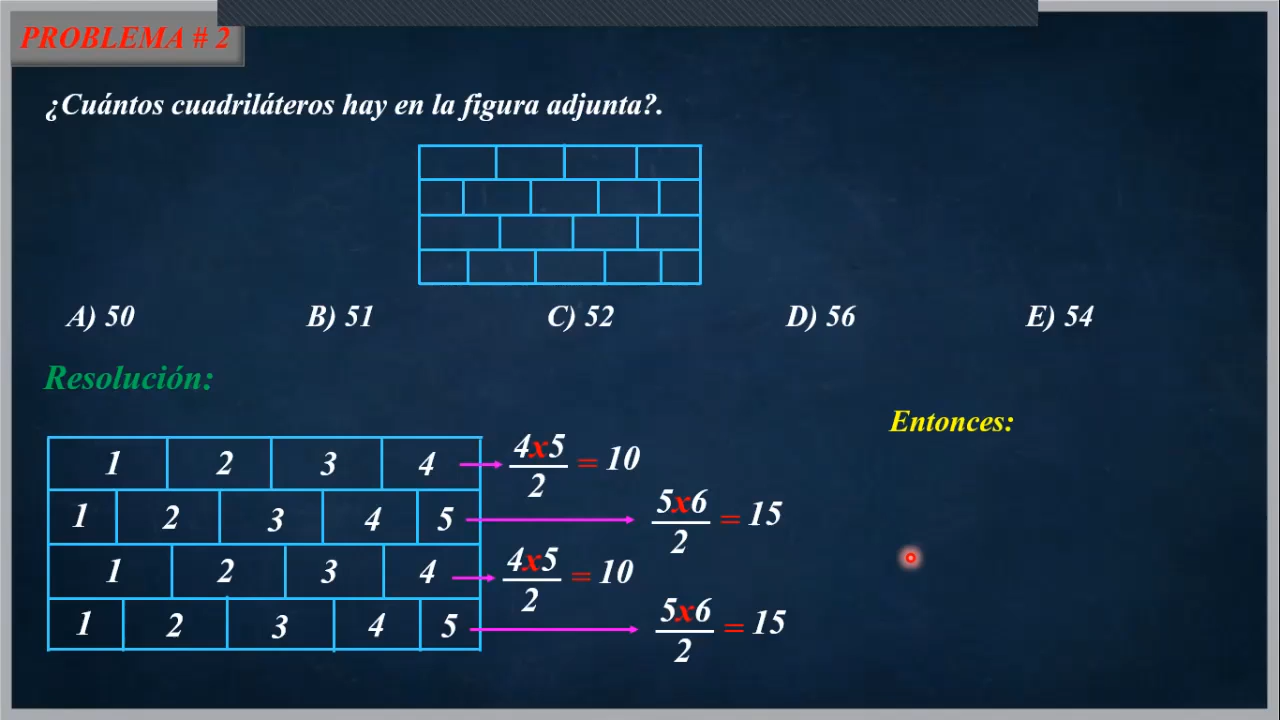 PROBLEMA # 2
¿Cuántos cuadriláteros hay en la figura adjunta?.
A) 50 B) 51 C) 52 D) 56 E) 54
Resolución:
Entonces:
1 2 3 4 4x5/2 = 10
1 2 3 4 5 5x6/2 = 15
1 2 3 4 4x5/2 = 10
1 2 3 4 5 5x6/2 = 15